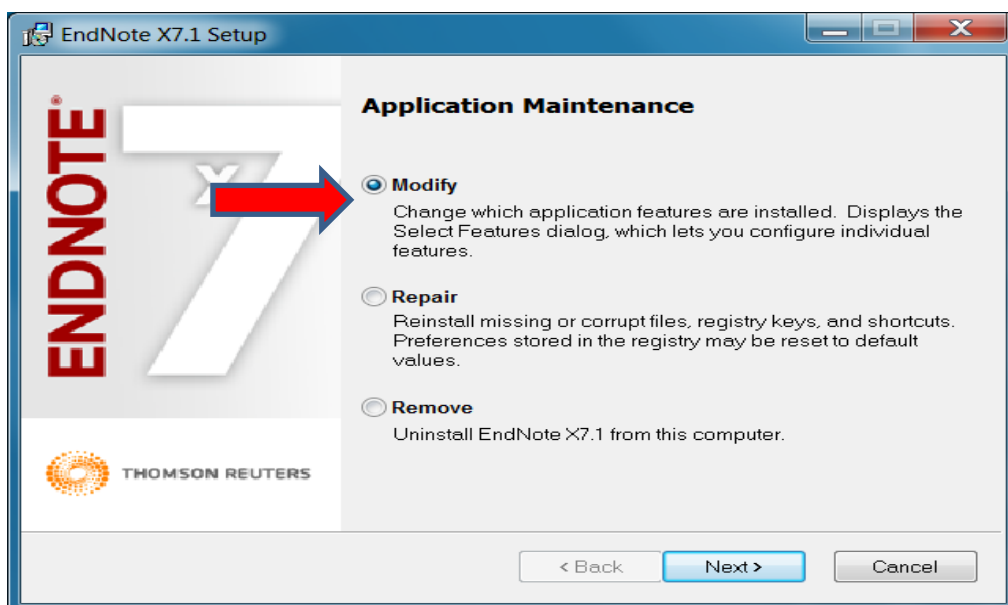 EndNote X7.1 Setup
ENDNOTE®
X7
Application Maintenance
Modify
Change which application features are installed. Displays the
Select Features dialog, which lets you configure individual
features.
Repair
Reinstall missing or corrupt files, registry keys, and shortcuts.
Preferences stored in the registry may be reset to default
values.
Remove
Uninstall EndNote X7.1 from this computer.
THOMSON REUTERS
< Back
Next >
Cancel